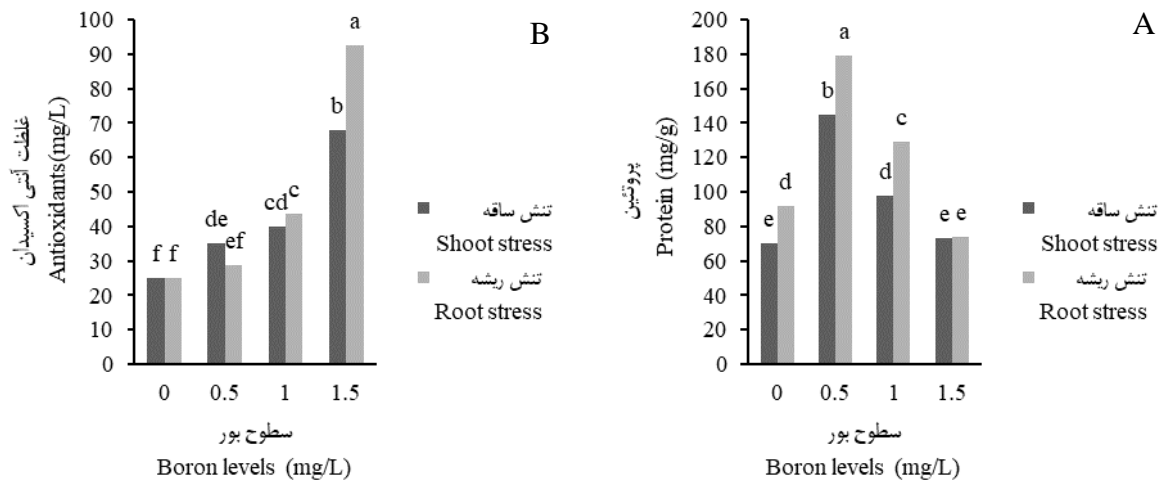 B
غلظت آنتی اکسیدان
Antioxidants(mg/L)
100
90
80
70
60
50
40
30
20
10
0
f f
de
ef
cd
c
b
a
0 0.5 1 1.5
سطوح بور
Boron levels (mg/L)
تنش ساقه
Shoot stress
تنش ریشه
Root stress
A
پروتئین
Protein (mg/g)
200
180
160
140
120
100
80
60
40
20
0
e
d
b
a
d
c
e e
0 0.5 1 1.5
سطوح بور
Boron levels (mg/L)
تنش ساقه
Shoot stress
تنش ریشه
Root stress